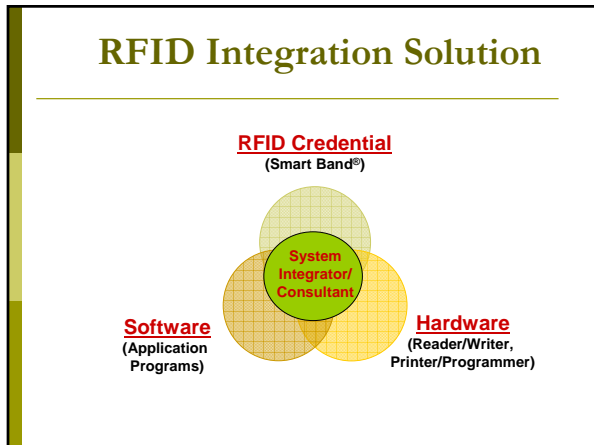 RFID Integration Solution
RFID Credential
(Smart Band®)
System
Integrator/
Consultant
Software
(Application
Programs)
Hardware
(Reader/Writer,
Printer/Programmer)